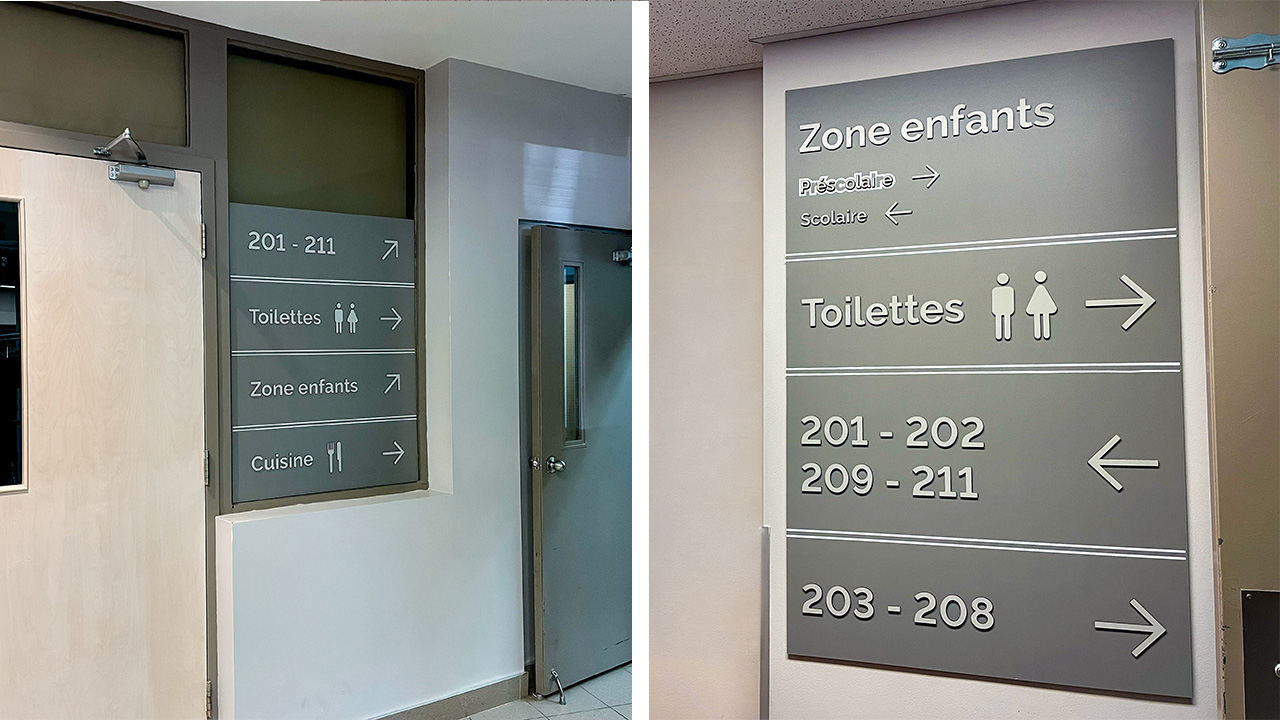 201 - 211
Toilettes
Zone enfants
Cuisine
Zone enfants
Préscolaire
Scolaire
Toilettes
201 - 202
209 - 211
203 - 208